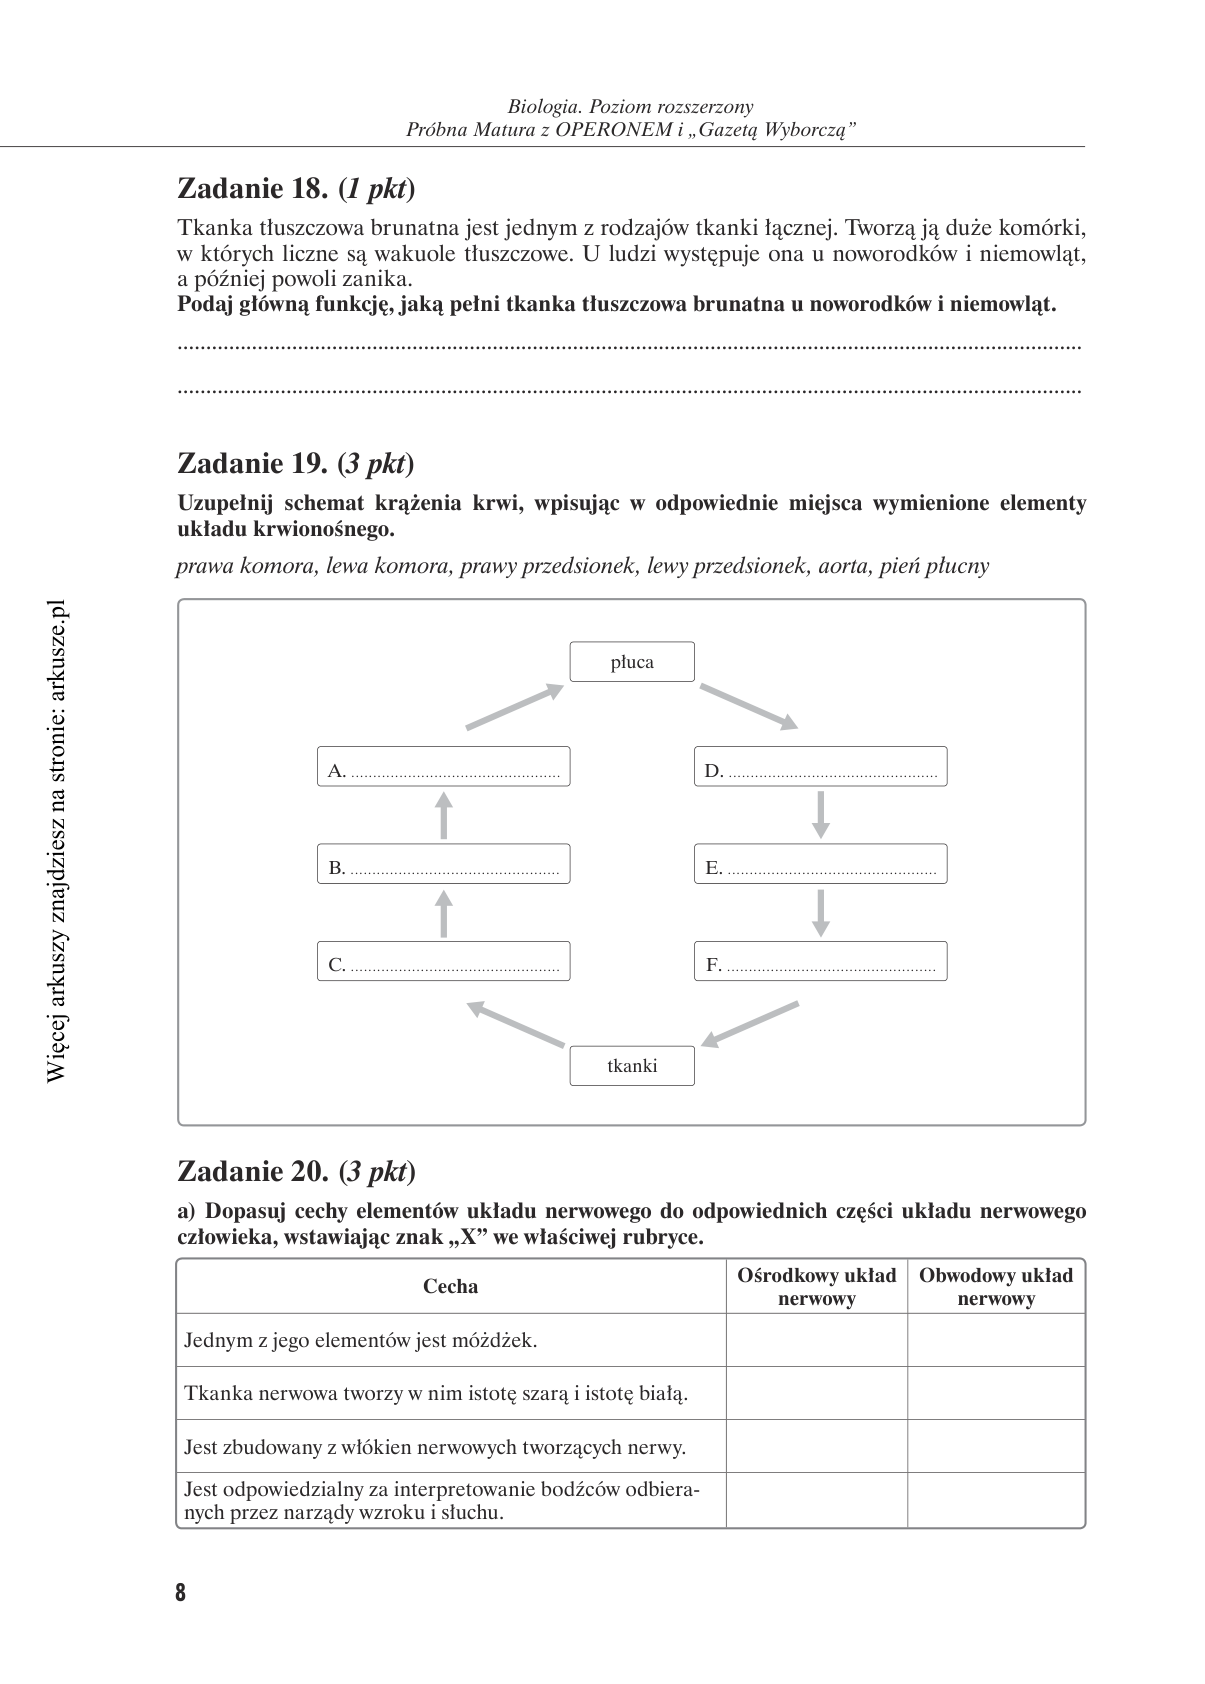 Biologia. Poziom rozszerzony
Próbna Matura z OPERONEM i „Gazetą Wyborczą”
Zadanie 18. (1 pkt)
Tkanka tłuszczowa brunatna jest jednym z rodzajów tkanki łącznej. Tworzą ją duże komórki,
w których liczne są wakuole tłuszczowe. U ludzi występuje ona u noworodków i niemowląt,
a później powoli zanika.
Podaj główną funkcję, jaką pełni tkanka tłuszczowa brunatna u noworodków i niemowląt.
Zadanie 19. (3 pkt)
Uzupełnij schemat krążenia krwi, wpisując w odpowiednie miejsca wymienione elementy
układu krwionośnego.
prawa komora, lewa komora, prawy przedsionek, lewy przedsionek, aorta, pień płucny
płuca
A. ................................................
D. ................................................
B. ................................................
E. ................................................
C. ................................................
F. ................................................
tkanki
Zadanie 20. (3 pkt)
a) Dopasuj cechy elementów układu nerwowego do odpowiednich części układu nerwowego
człowieka, wstawiając znak „X” we właściwej rubryce.
Cecha
Ośrodkowy układ
nerwowy
Obwodowy układ
nerwowy
Jednym z jego elementów jest móżdżek.
Tkanka nerwowa tworzy w nim istotę szarą i istotę białą.
Jest zbudowany z włókien nerwowych tworzących nerwy.
Jest odpowiedzialny za interpretowanie bodźców odbiera-
nych przez narządy wzroku i słuchu.
8
Więcej arkuszy znajdziesz na stronie: arkusze.pl